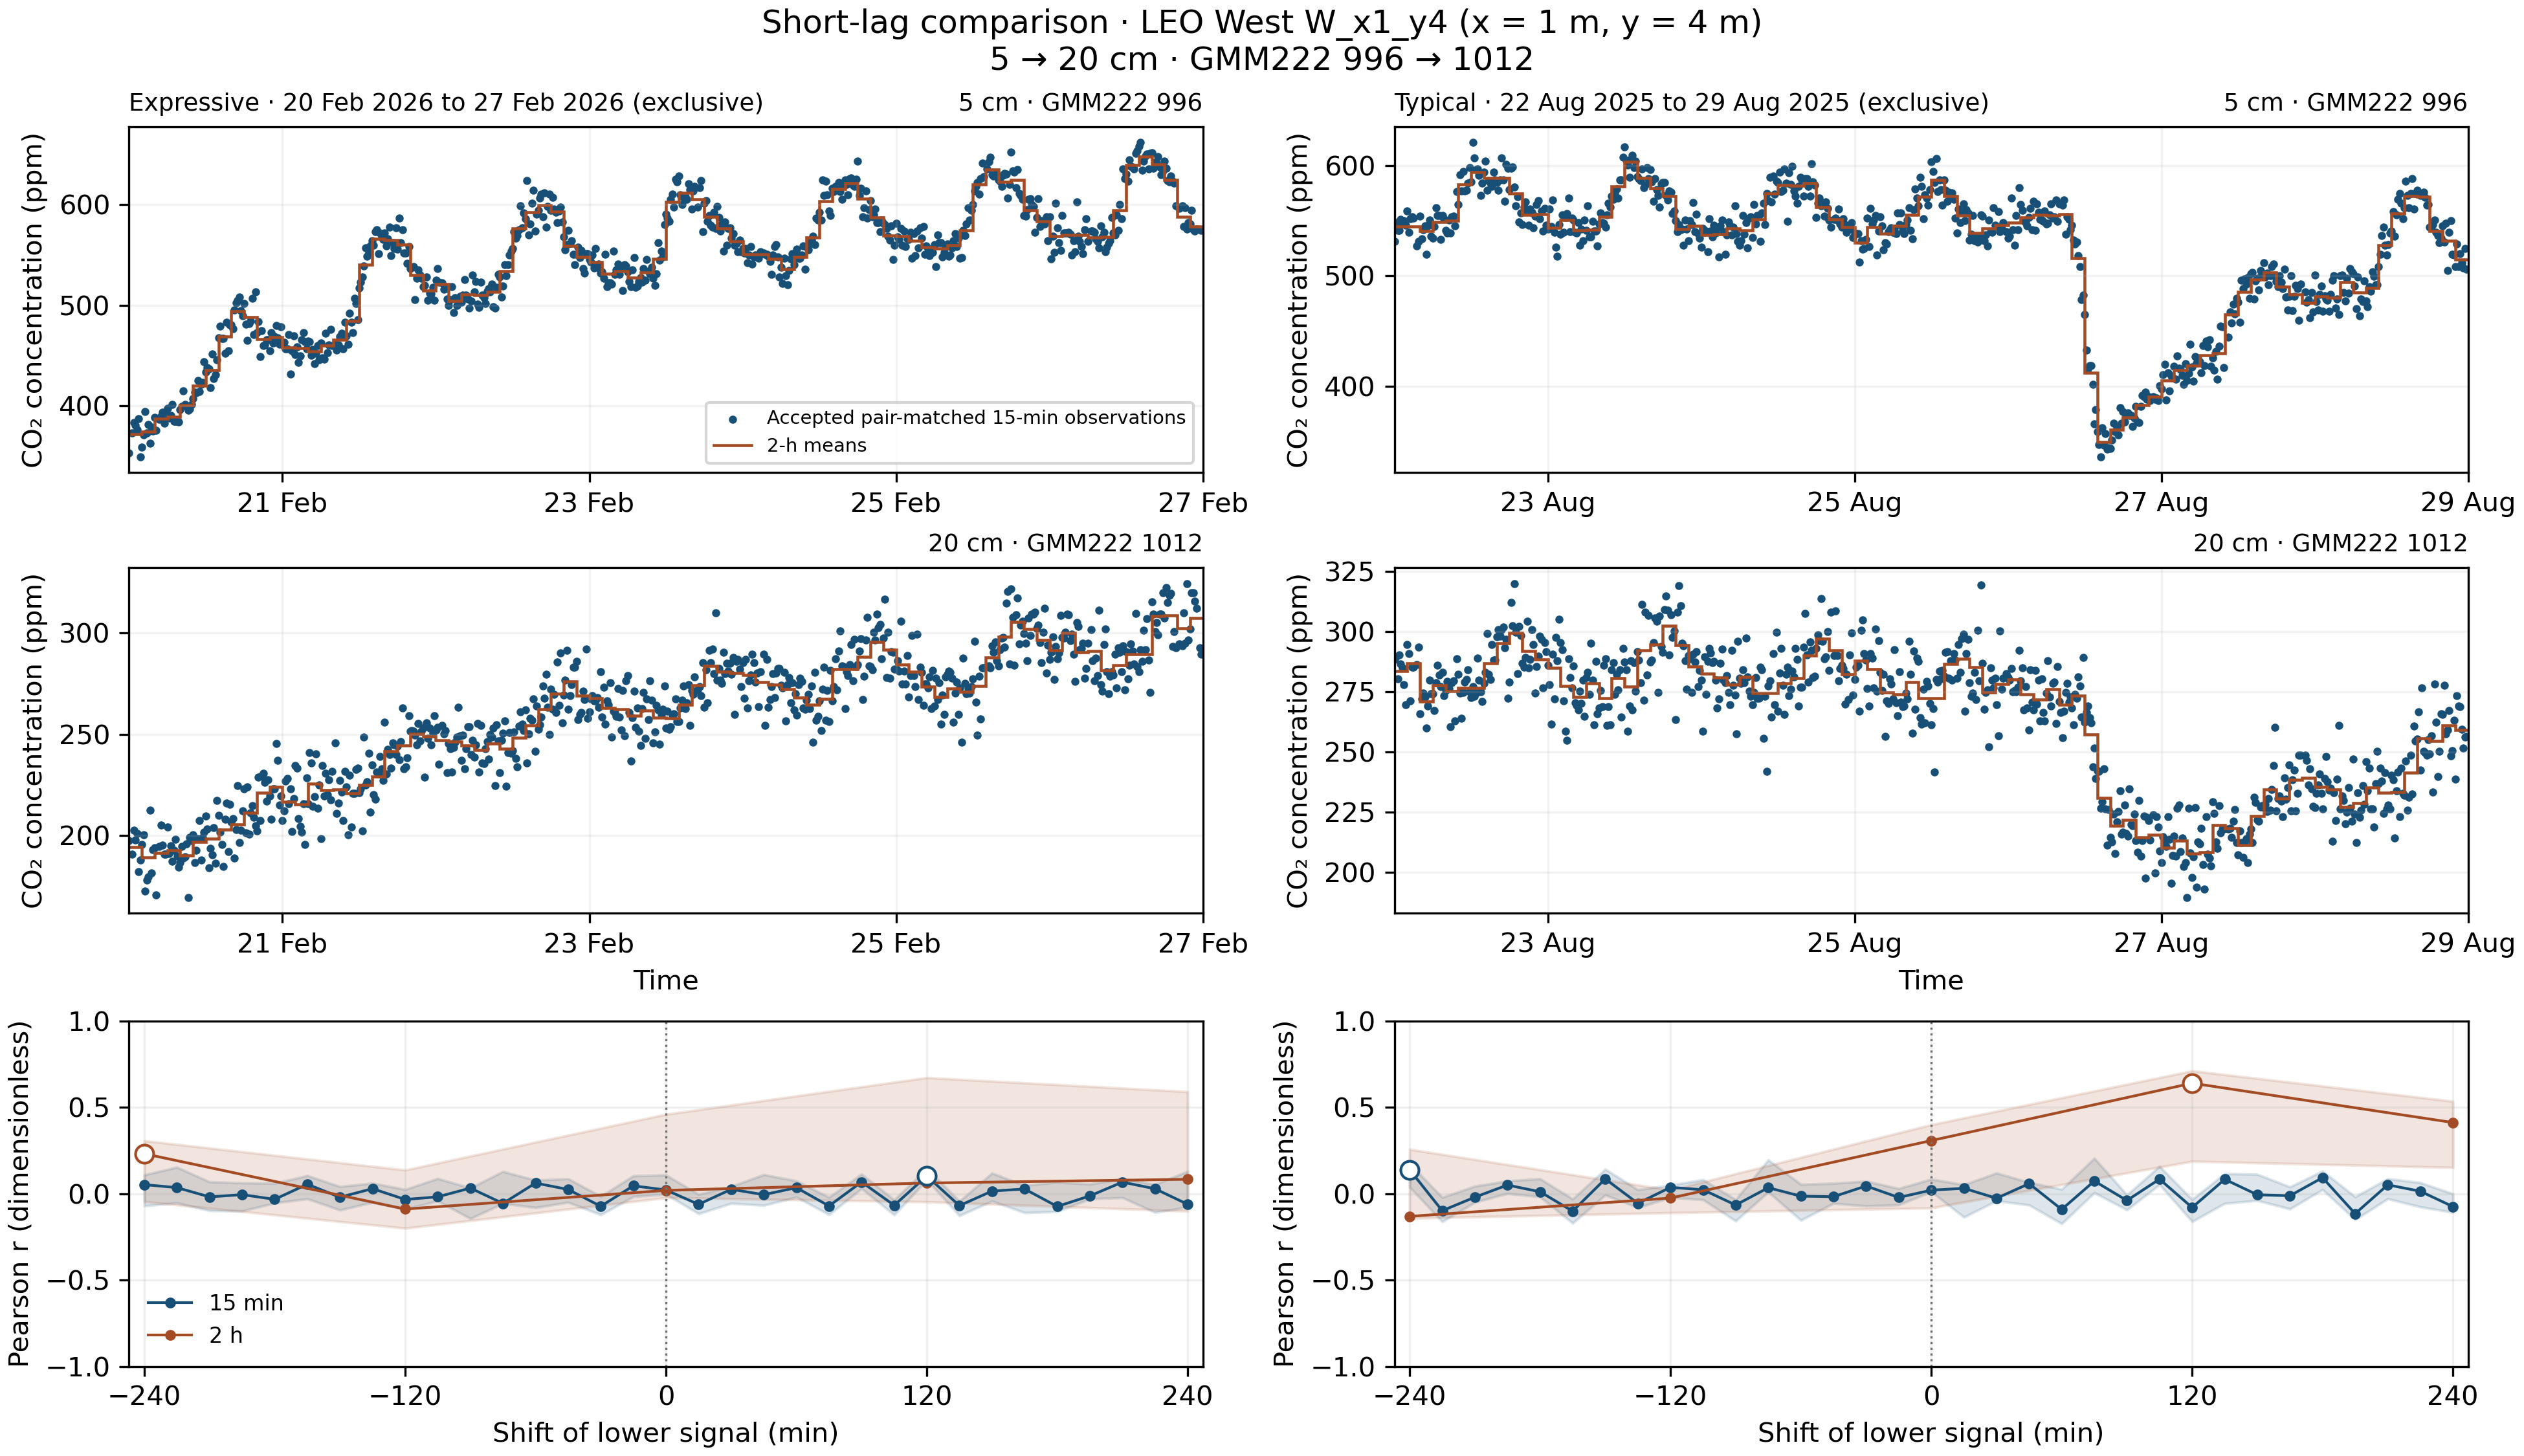 Short-lag comparison · LEO West W_x1_y4 (x = 1 m, y = 4 m)
5 → 20 cm · GMM222 996 → 1012
Expressive · 20 Feb 2026 to 27 Feb 2026 (exclusive)
5 cm · GMM222 996
CO₂ concentration (ppm)
600
500
400
Accepted pair-matched 15-min observations
2-h means
21 Feb
23 Feb
25 Feb
27 Feb
Typical · 22 Aug 2025 to 29 Aug 2025 (exclusive)
5 cm · GMM222 996
CO₂ concentration (ppm)
600
500
400
23 Aug
25 Aug
27 Aug
29 Aug
20 cm · GMM222 1012
CO₂ concentration (ppm)
300
250
200
21 Feb
23 Feb
25 Feb
27 Feb
Time
20 cm · GMM222 1012
CO₂ concentration (ppm)
325
300
275
250
225
200
23 Aug
25 Aug
27 Aug
29 Aug
Time
Pearson r (dimensionless)
1.0
0.5
0.0
−0.5
−1.0
15 min
2 h
−240
−120
0
120
240
Shift of lower signal (min)
Pearson r (dimensionless)
1.0
0.5
0.0
−0.5
−1.0
−240
−120
0
120
240
Shift of lower signal (min)